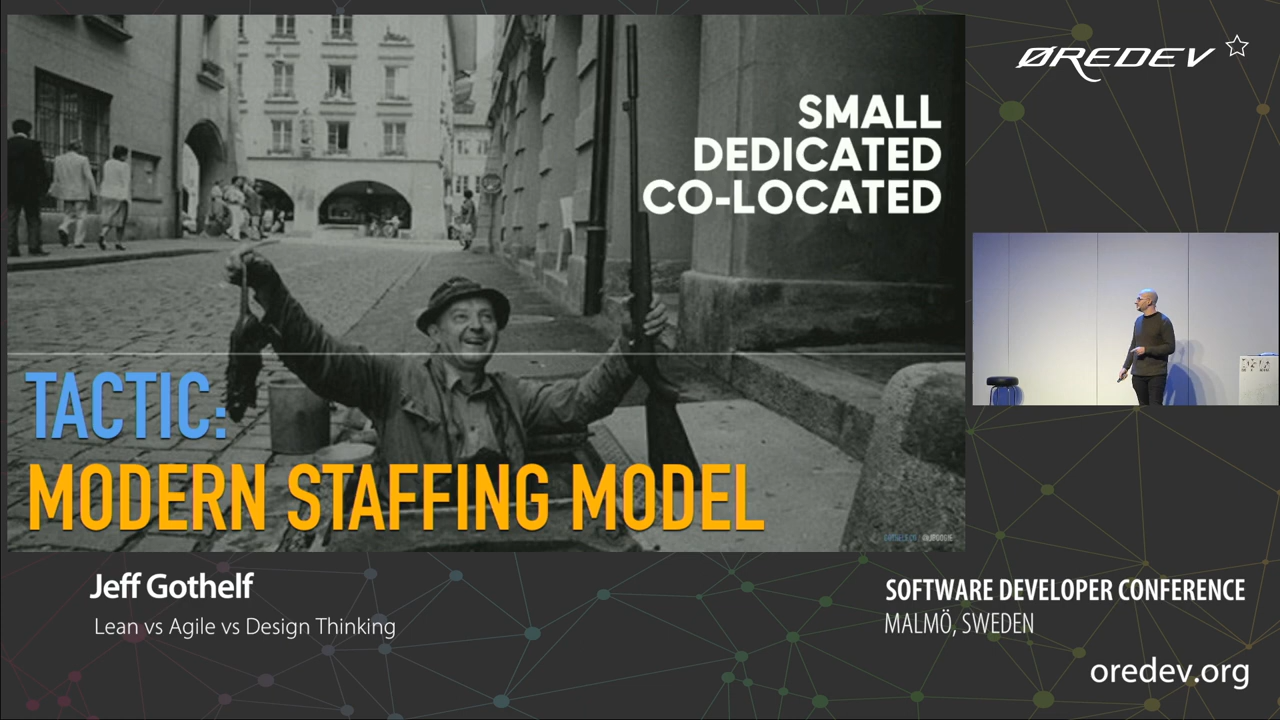 SMALL
DEDICATED
CO-LOCATED
TACTIC:
MODERN STAFFING MODEL
ØREDEV
Jeff Gothelf
Lean vs Agile vs Design Thinking
SOFTWARE DEVELOPER CONFERENCE
MALMÖ, SWEDEN
oredev.org